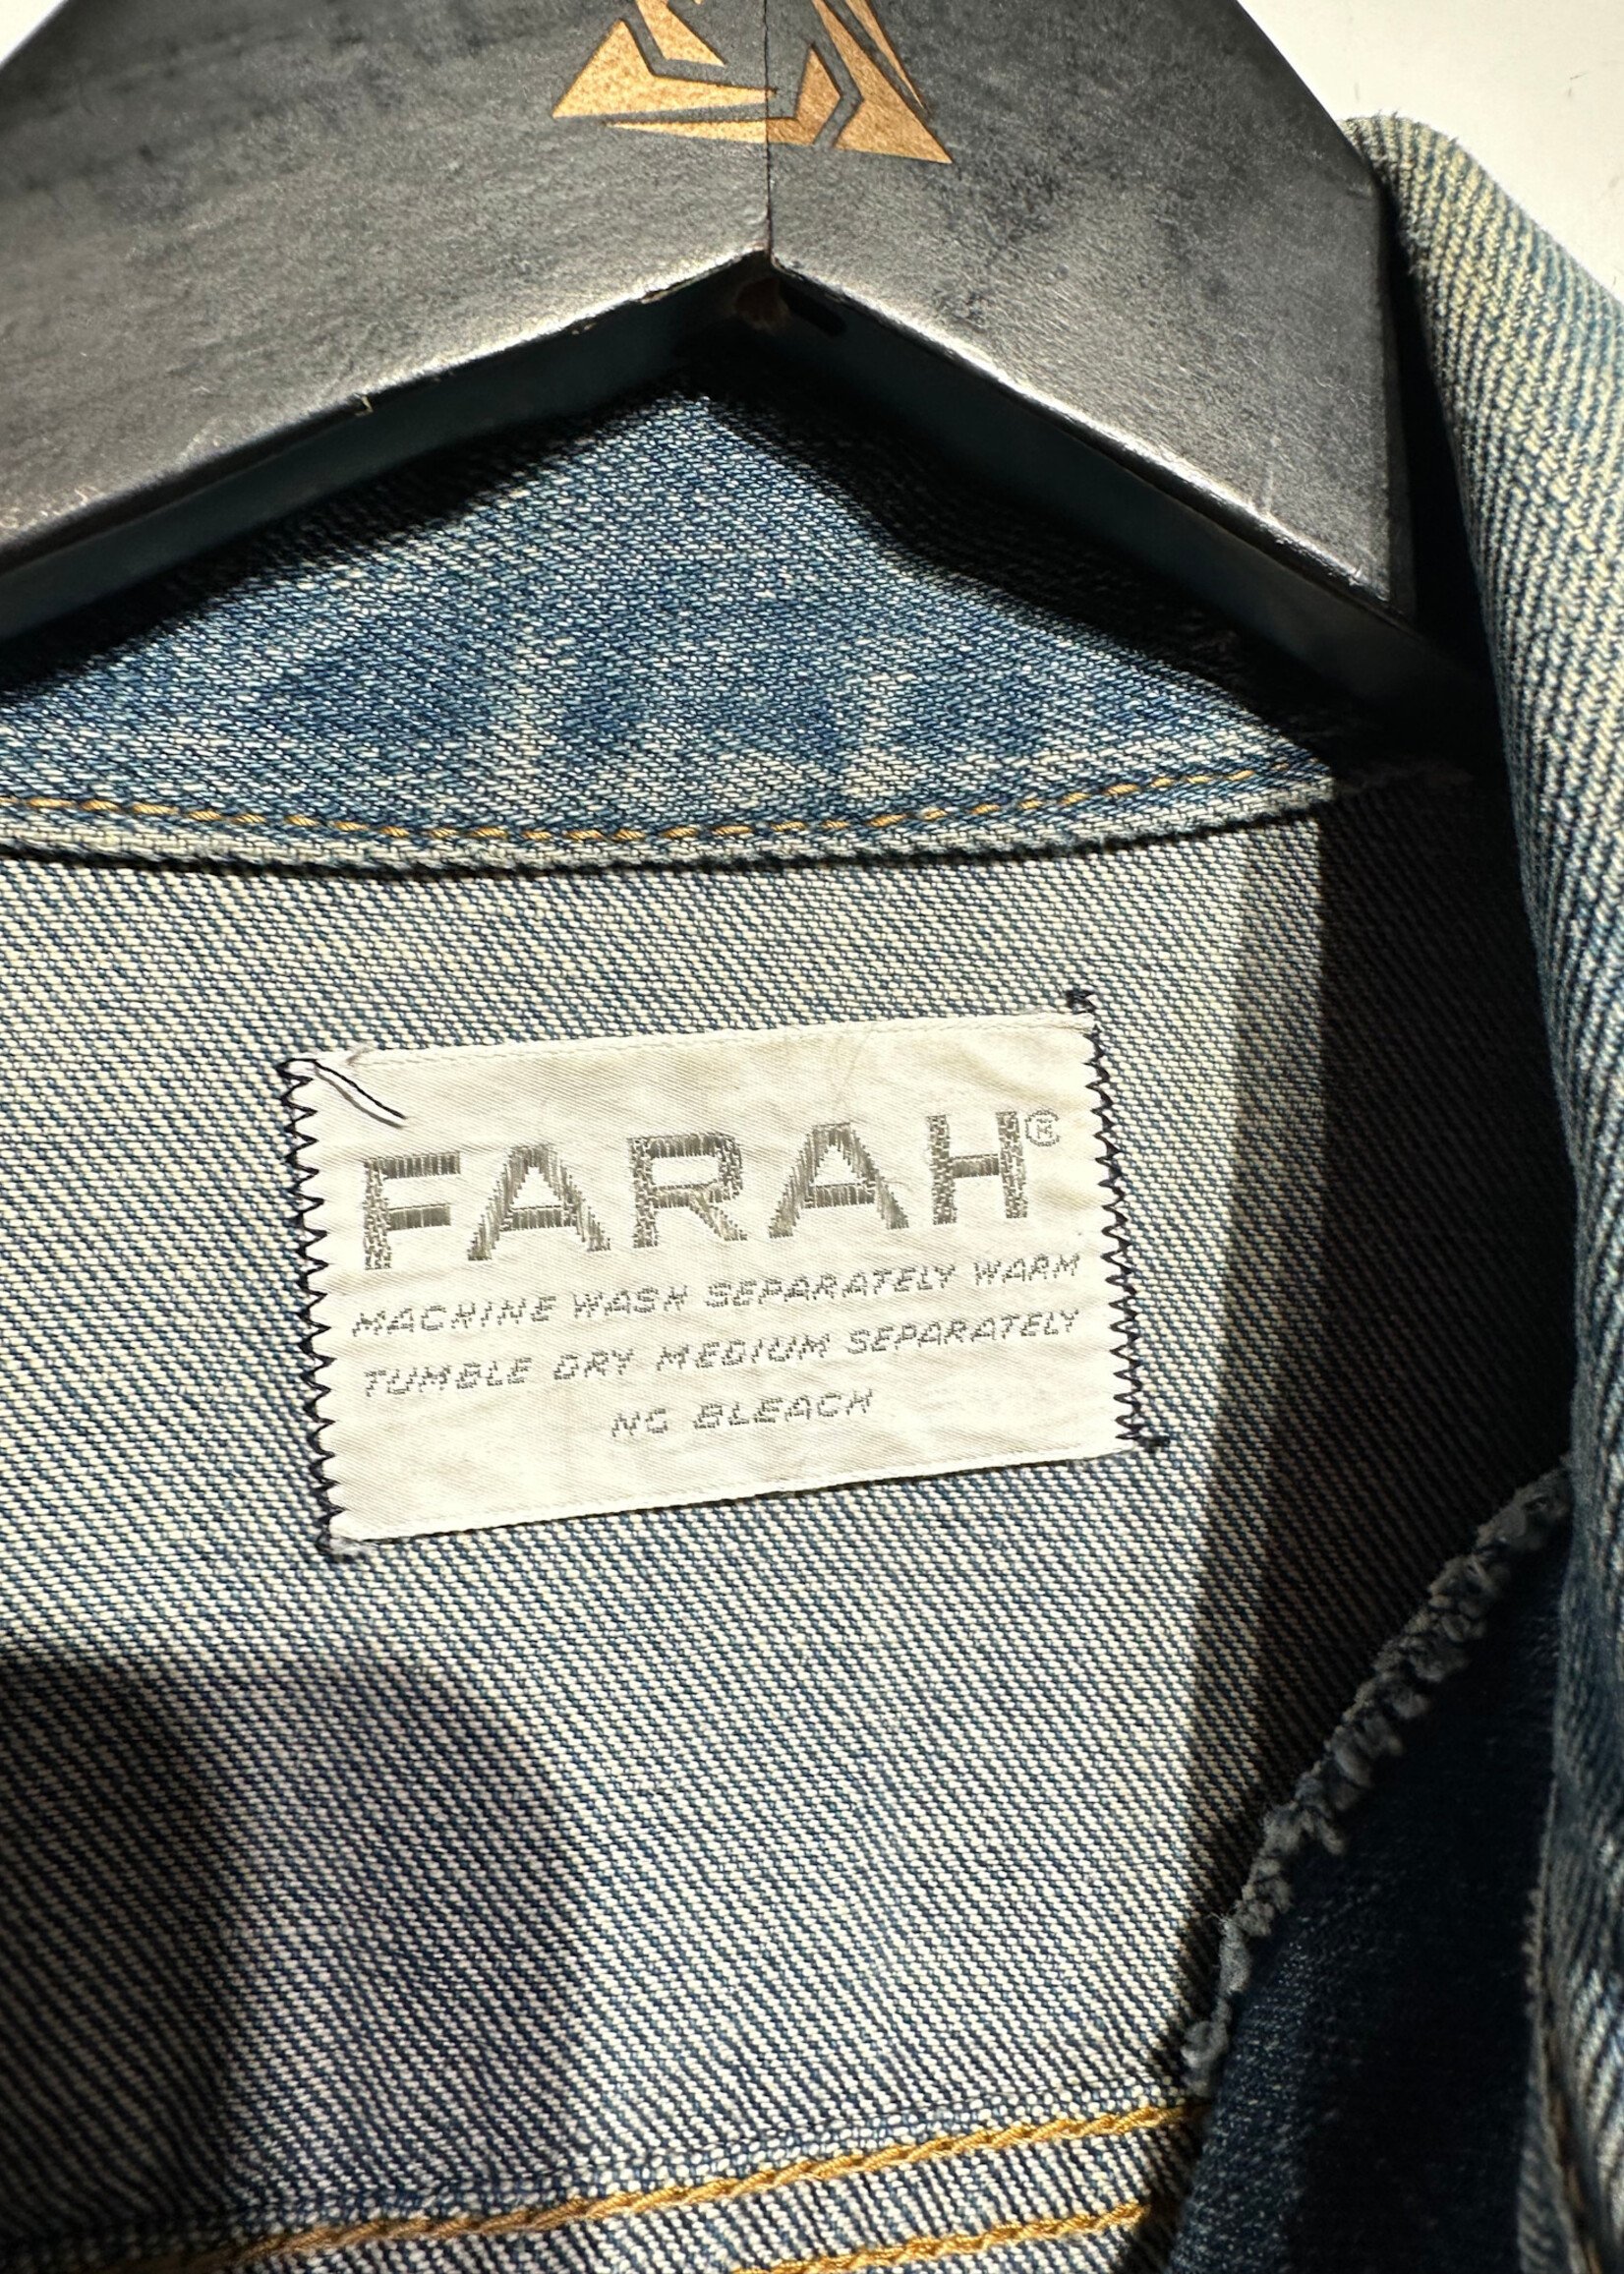 FARAH®
MACHINE WASH SEPARATELY WARM
TUMBLE DRY MEDIUM SEPARATELY
NO BLEACH